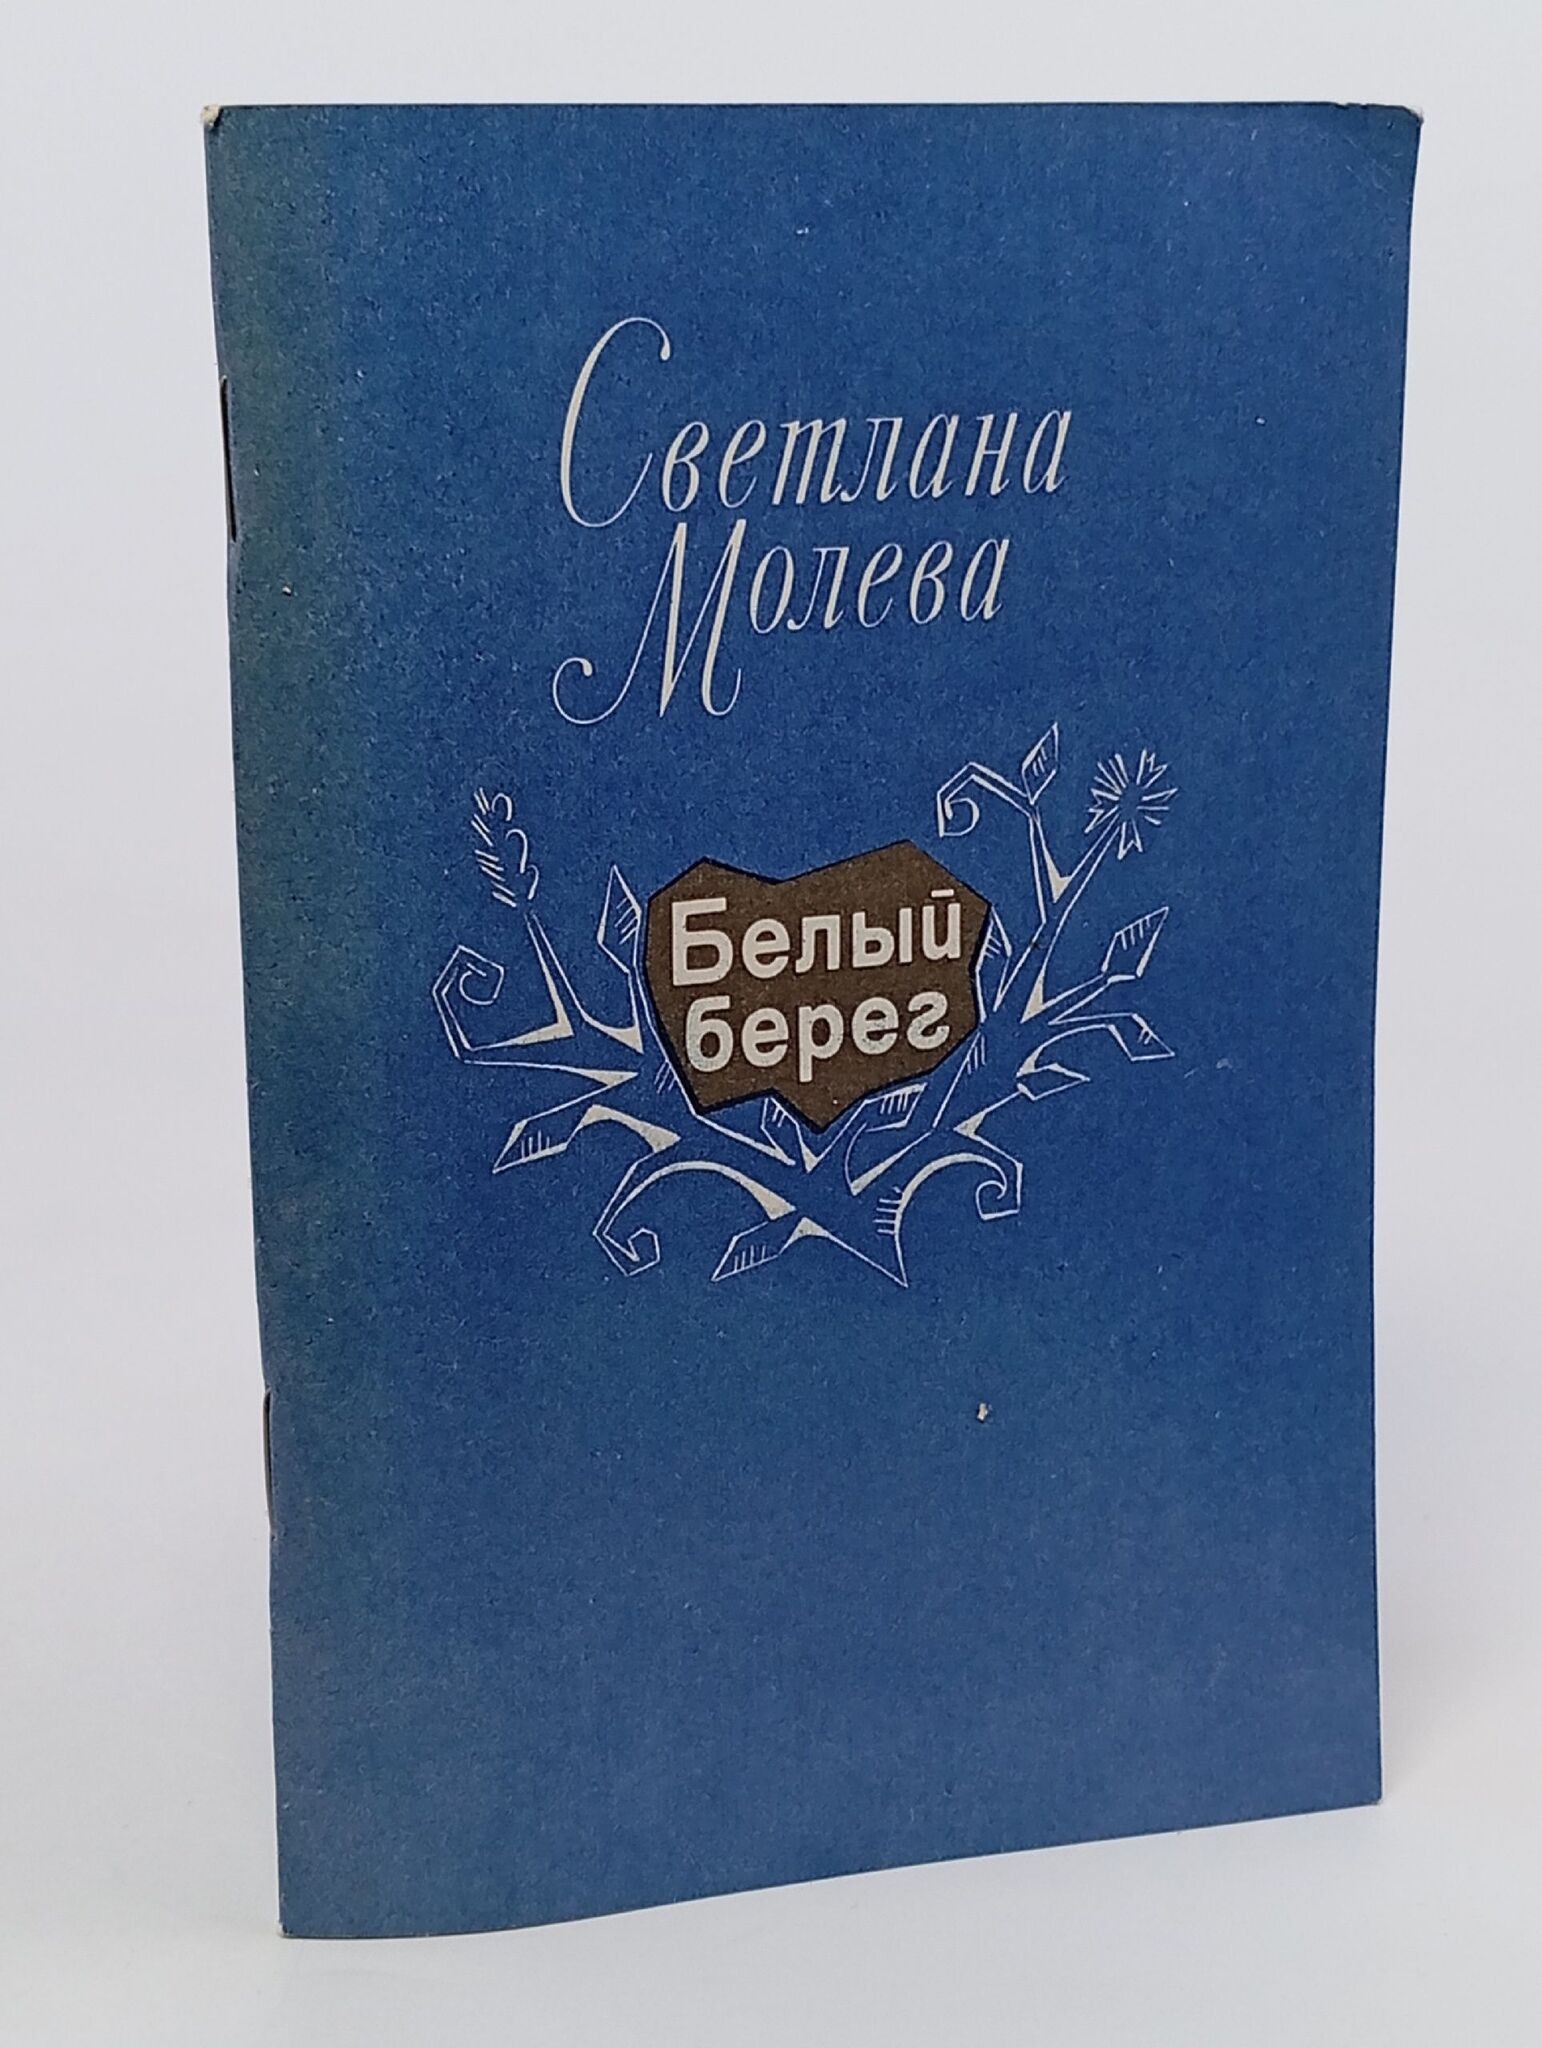 Светлана
Молева
Белый
берег